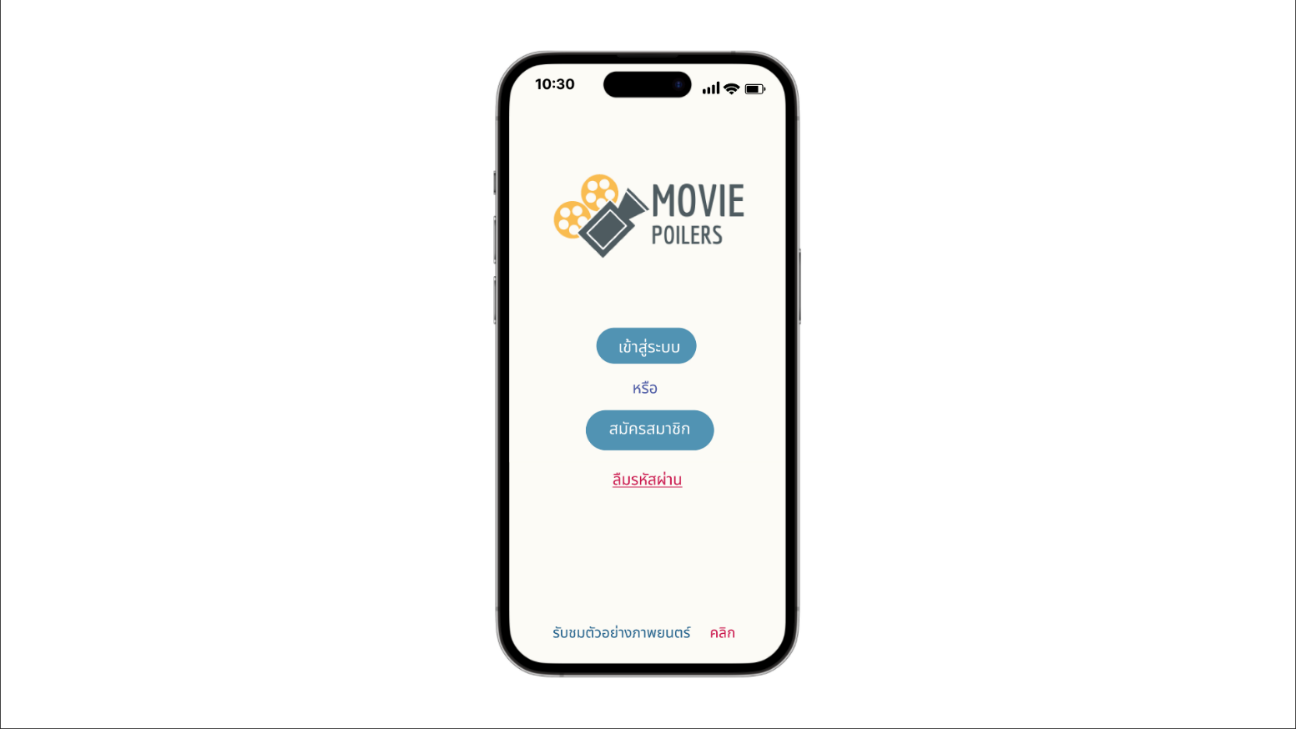 10:30
MOVIE
POILERS
เข้าสู่ระบบ
หรือ
สมัครสมาชิก
ลืมรหัสผ่าน
รับชมตัวอย่างภาพยนตร์ คลิก